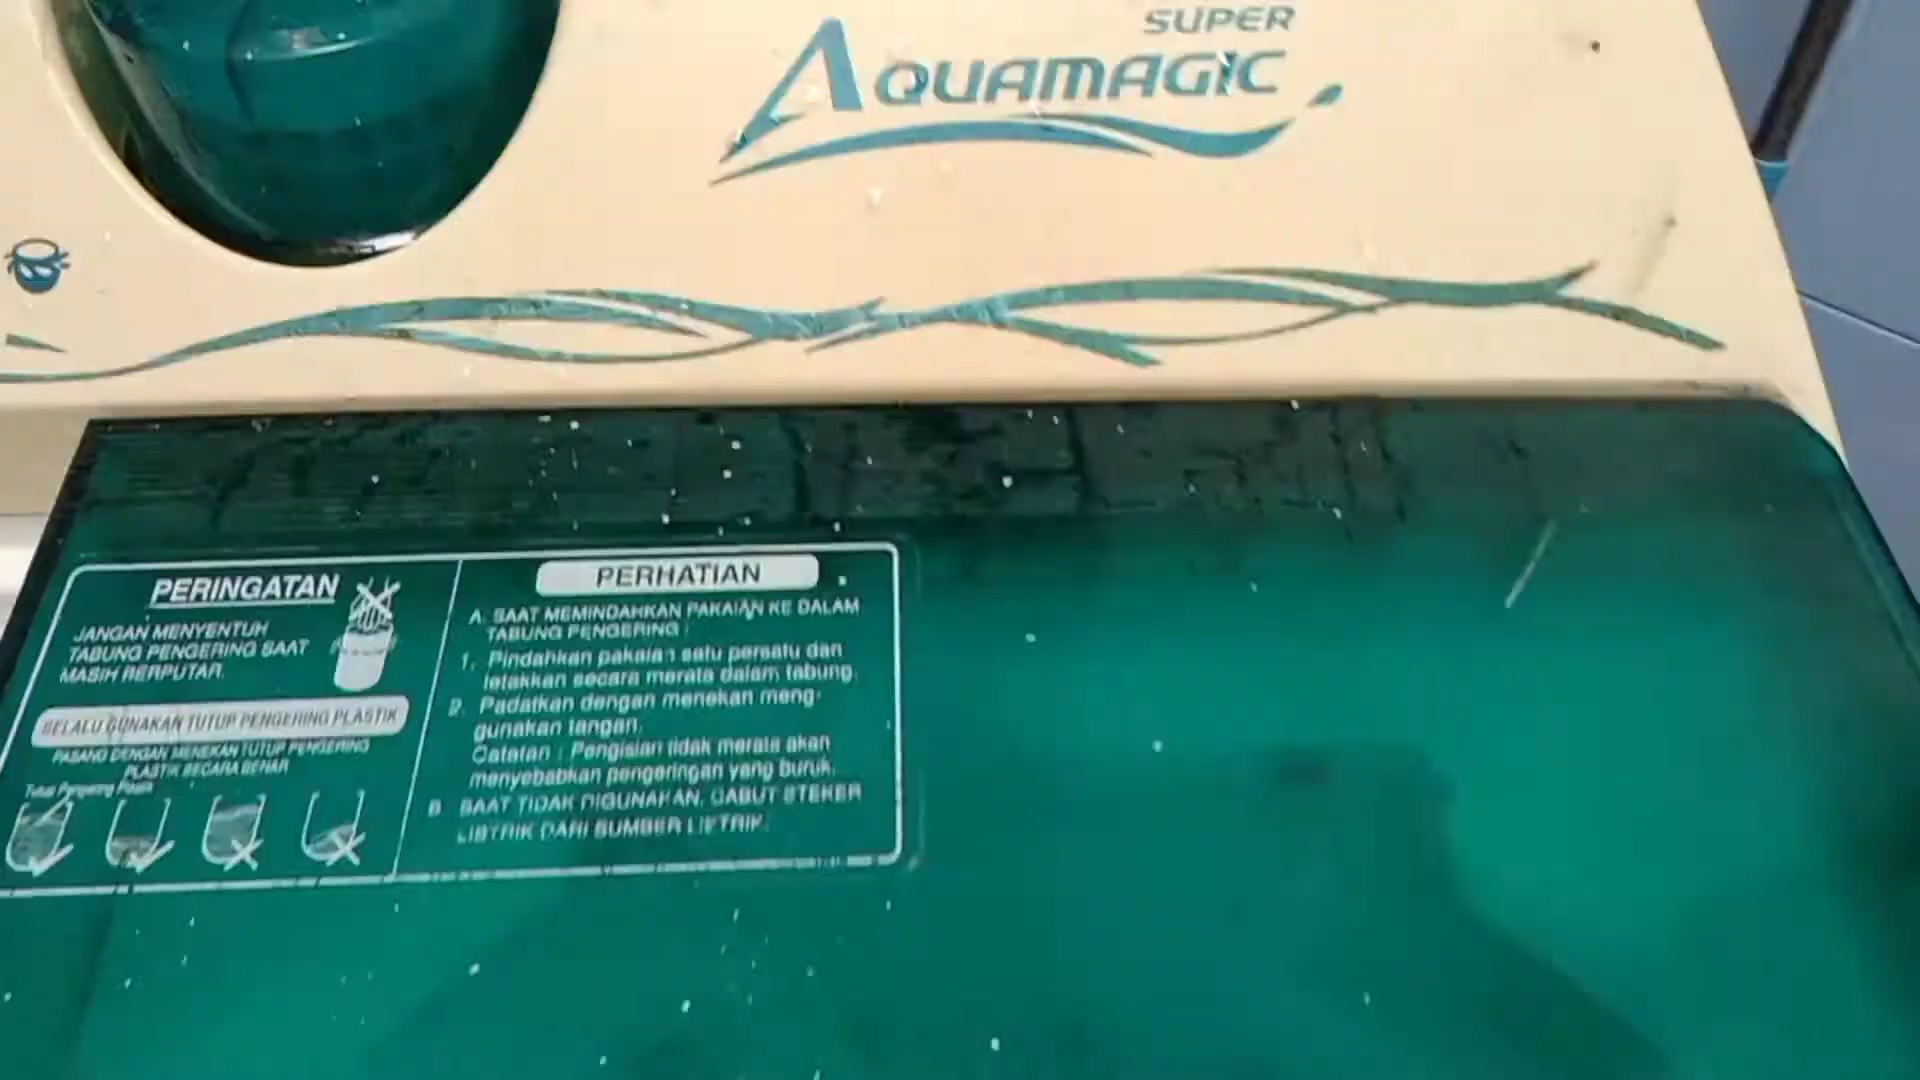 SUPER
AQUAMAGIC
PERINGATAN
JANGAN MENYENTUH
TABUNG PENGERING SAAT
MASIH BERPUTAR.
SELALU GUNAKAN TUTUP PENGERING PLASTIK
PASANG DENGAN MENEKAN TUTUP PENGERING
PLASTIK SECARA BENAR
Tutup Pengering Plastik
PERHATIAN
A. SAAT MEMINDAHKAN PAKAIAN KE DALAM
TABUNG PENGERING :
1. Pindahkan pakaian satu persatu dan
letakkan secara merata dalam tabung.
2. Padatkan dengan menekan meng-
gunakan tangan.
Catatan : Pengisian tidak merata akan
menyebabkan pengeringan yang buruk.
B. SAAT TIDAK DIGUNAKAN, CABUT STEKER
LISTRIK DARI SUMBER LISTRIK.